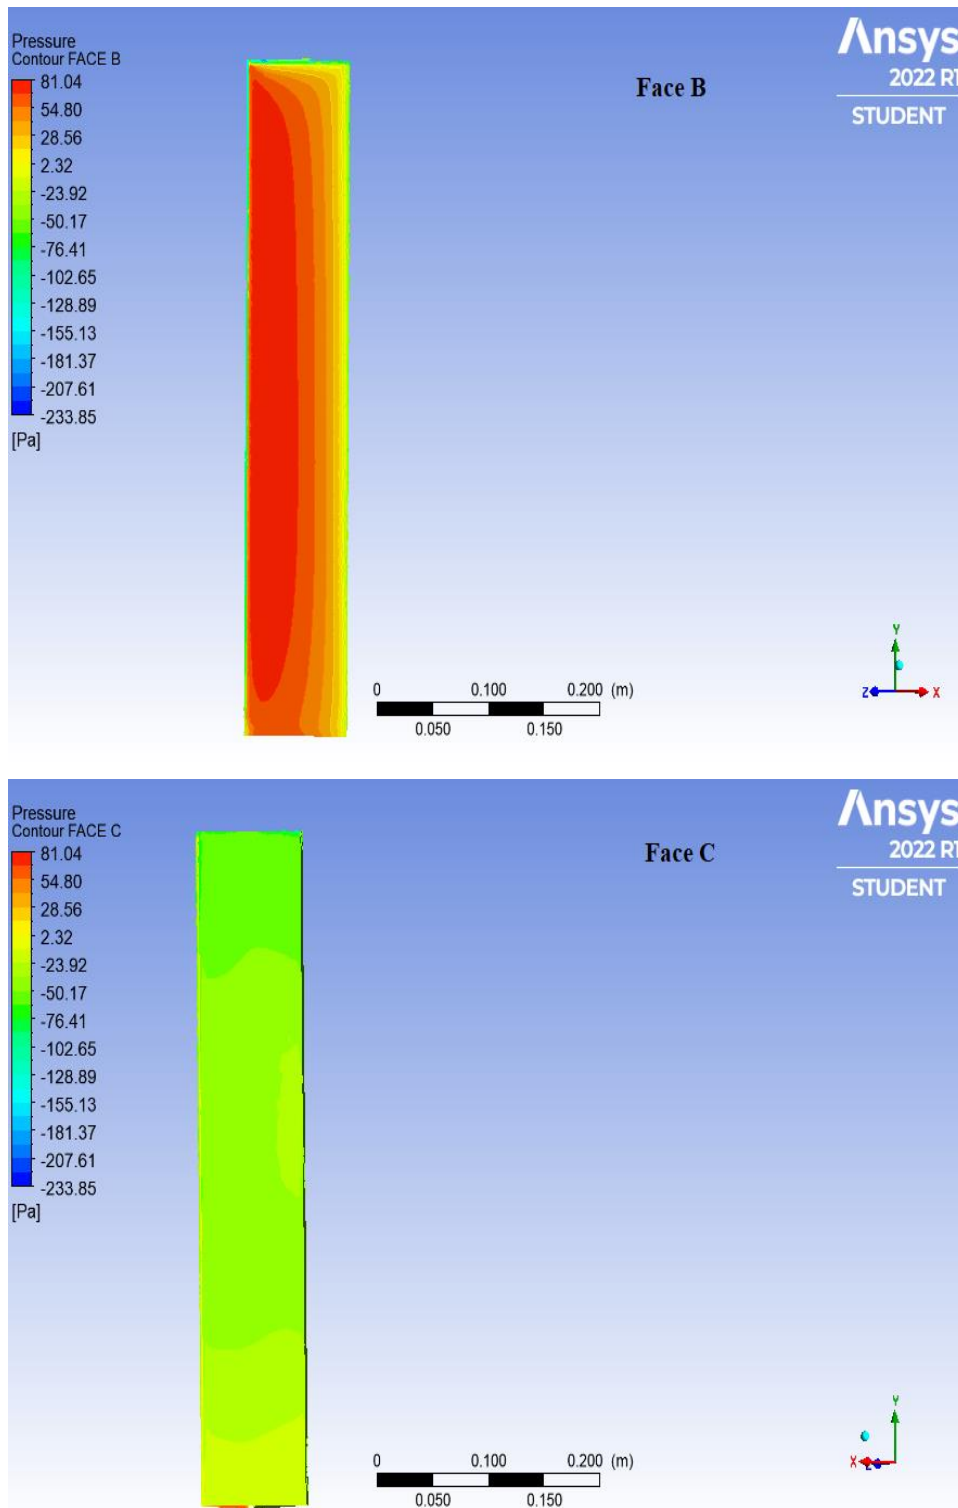 Pressure
Contour FACE B
81.04
54.80
28.56
2.32
-23.92
-50.17
-76.41
-102.65
-128.89
-155.13
-181.37
-207.61
-233.85
[Pa]
Face B
Ansys
2022 R1
STUDENT
Y
Z X
0 0.100 0.200 (m)
0.050 0.150
Pressure
Contour FACE C
81.04
54.80
28.56
2.32
-23.92
-50.17
-76.41
-102.65
-128.89
-155.13
-181.37
-207.61
-233.85
[Pa]
Face C
Ansys
2022 R1
STUDENT
Y
X Z
0 0.100 0.200 (m)
0.050 0.150